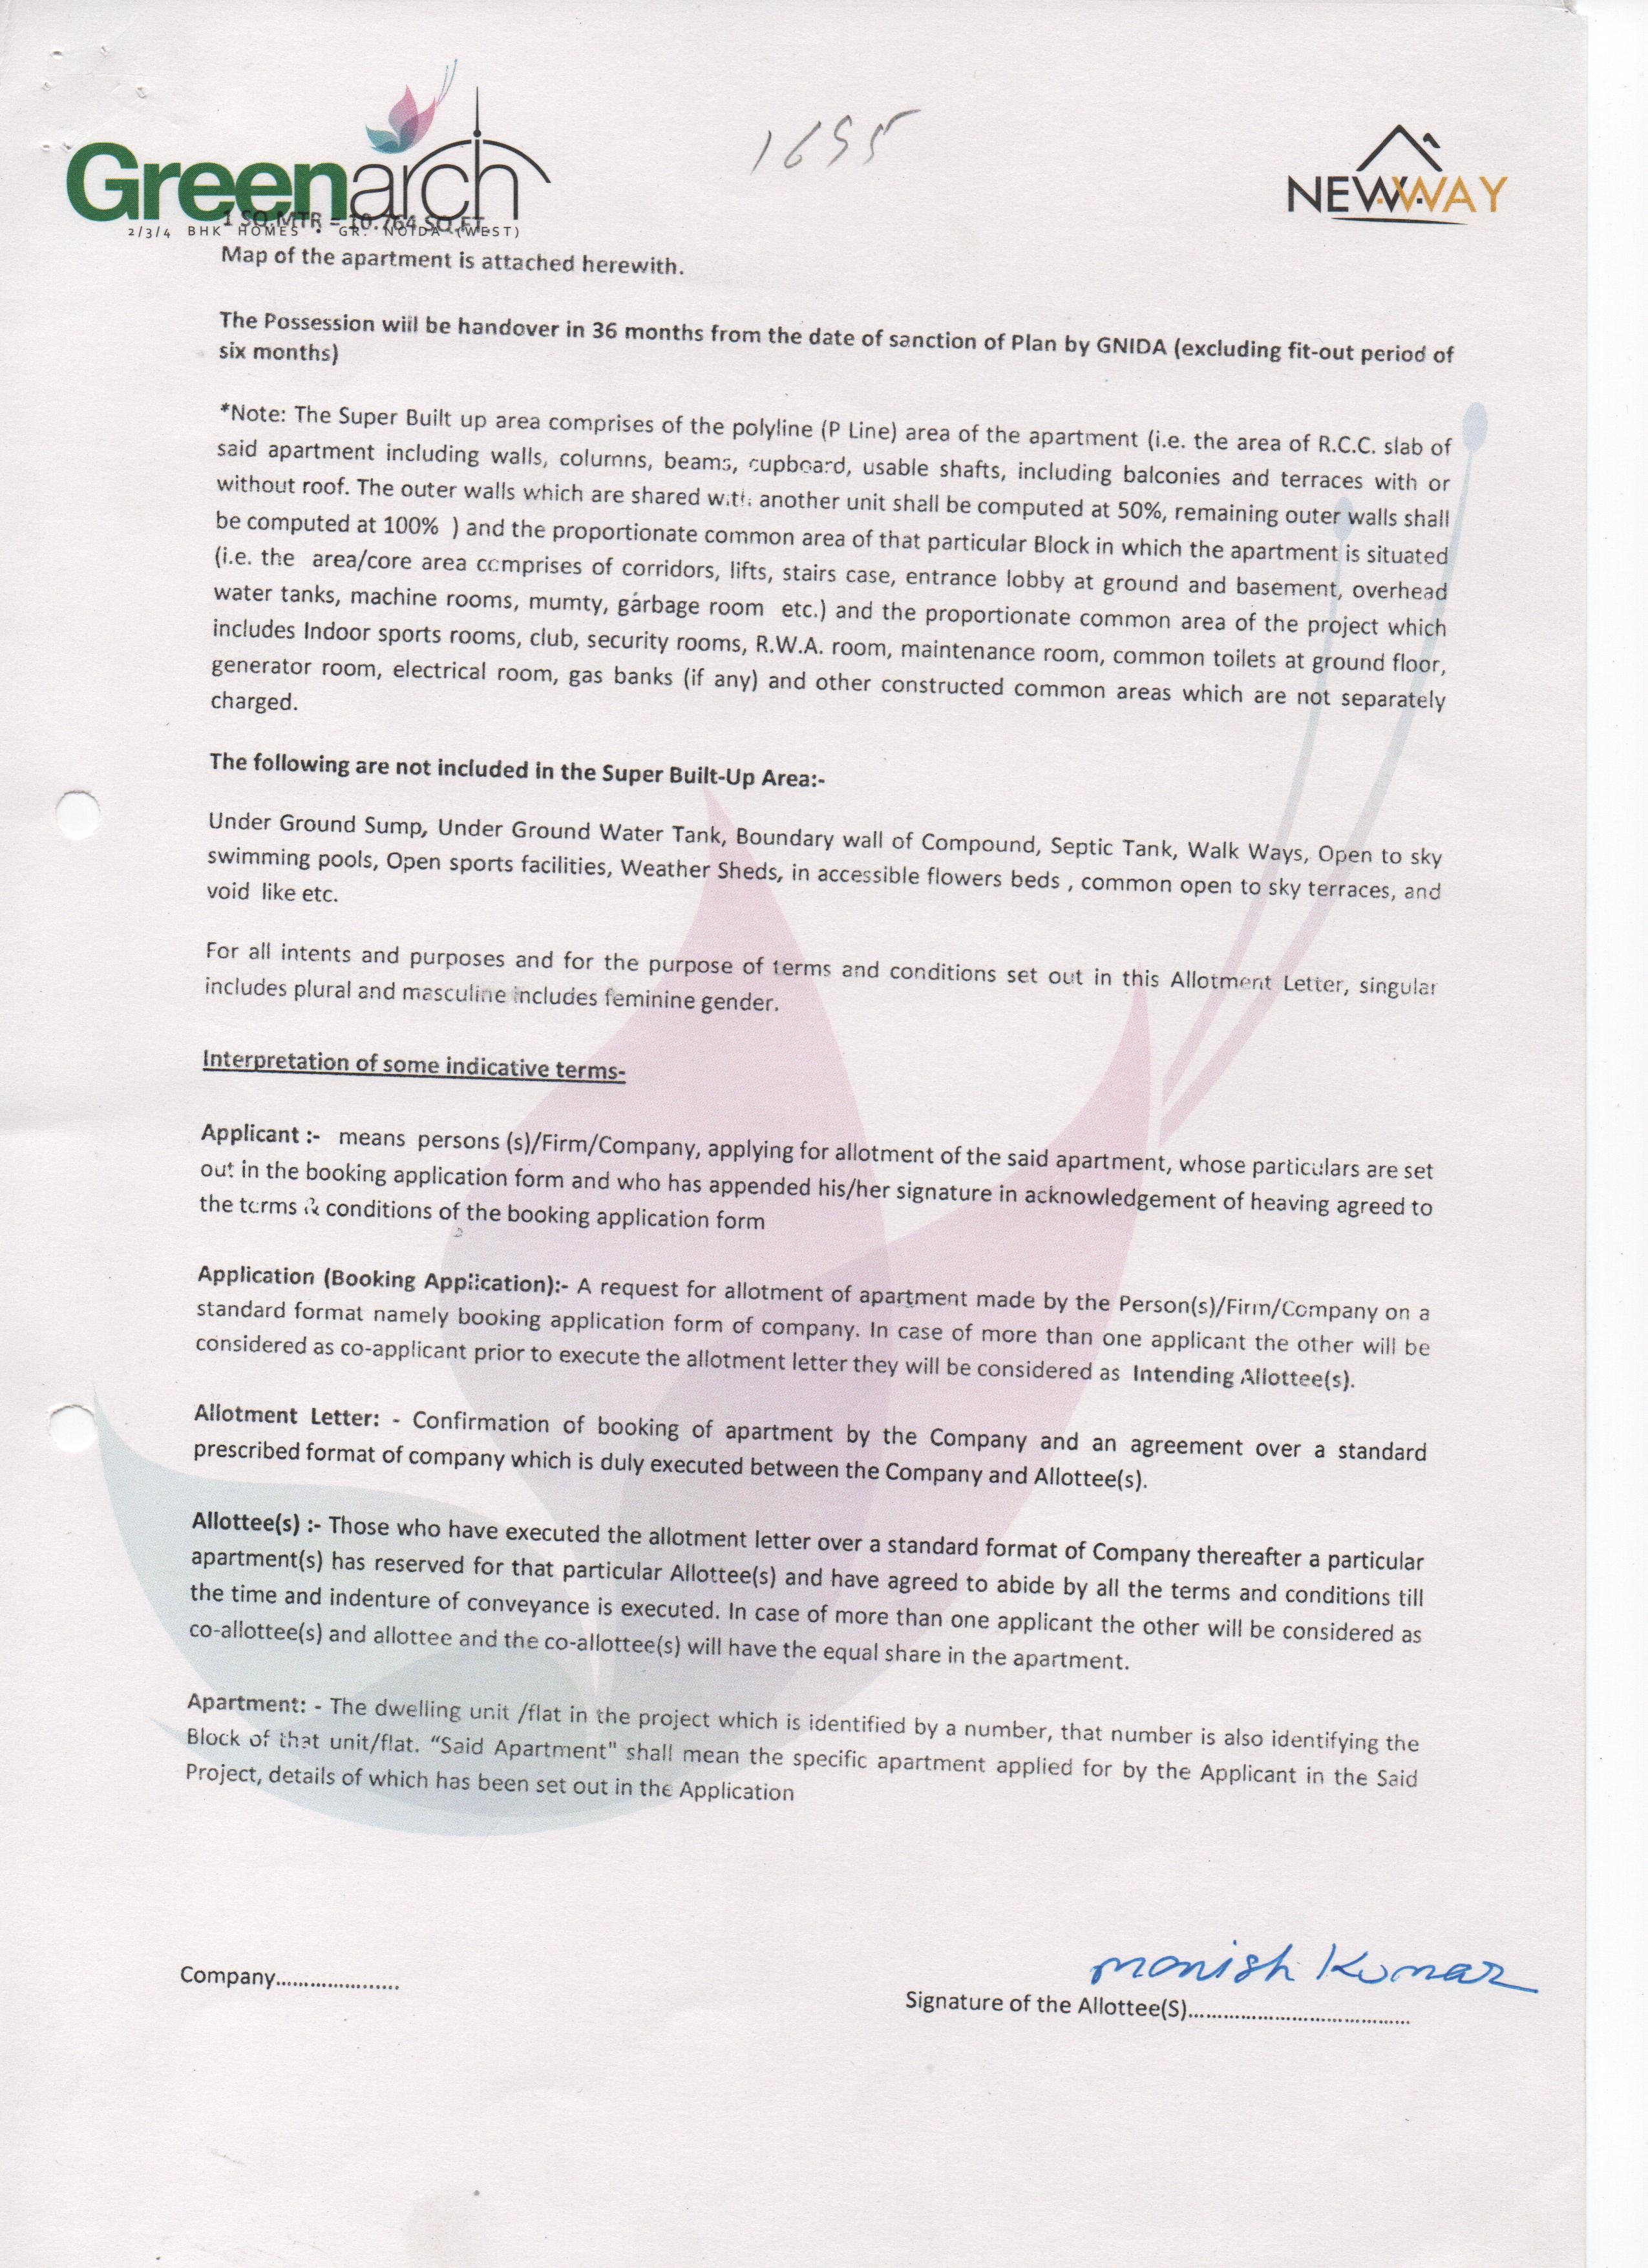 Greenarch
1695
NEWWAY
1 SQ.MTR = 10.764 SQ.FT.
2/3/4 BHK HOMES • GR. NOIDA (WEST)
Map of the apartment is attached herewith.
The Possession will be handover in 36 months from the date of sanction of Plan by GNIDA (excluding fit-out period of
six months)
*Note: The Super Built up area comprises of the polyline (P Line) area of the apartment (i.e. the area of R.C.C. slab of
said apartment including walls, columns, beams, cupboard, usable shafts, including balconies and terraces with or
without roof. The outer walls which are shared with another unit shall be computed at 50%, remaining outer walls shall
be computed at 100% ) and the proportionate common area of that particular Block in which the apartment is situated
(i.e. the area/core area comprises of corridors, lifts, stairs case, entrance lobby at ground and basement, overhead
water tanks, machine rooms, mumty, garbage room etc.) and the proportionate common area of the project which
includes Indoor sports rooms, club, security rooms, R.W.A. room, maintenance room, common toilets at ground floor,
generator room, electrical room, gas banks (if any) and other constructed common areas which are not separately
charged.
The following are not included in the Super Built-Up Area:-
Under Ground Sump, Under Ground Water Tank, Boundary wall of Compound, Septic Tank, Walk Ways, Open to sky
swimming pools, Open sports facilities, Weather Sheds, in accessible flowers beds , common open to sky terraces, and
void like etc.
For all intents and purposes and for the purpose of terms and conditions set out in this Allotment Letter, singular
includes plural and masculine includes feminine gender.
Interpretation of some indicative terms-
Applicant :- means persons (s)/Firm/Company, applying for allotment of the said apartment, whose particulars are set
out in the booking application form and who has appended his/her signature in acknowledgement of heaving agreed to
the terms & conditions of the booking application form
Application (Booking Application):- A request for allotment of apartment made by the Person(s)/Firm/Company on a
standard format namely booking application form of company. In case of more than one applicant the other will be
considered as co-applicant prior to execute the allotment letter they will be considered as Intending Allottee(s).
Allotment Letter: - Confirmation of booking of apartment by the Company and an agreement over a standard
prescribed format of company which is duly executed between the Company and Allottee(s).
Allottee(s) :- Those who have executed the allotment letter over a standard format of Company thereafter a particular
apartment(s) has reserved for that particular Allottee(s) and have agreed to abide by all the terms and conditions till
the time and indenture of conveyance is executed. In case of more than one applicant the other will be considered as
co-allottee(s) and allottee and the co-allottee(s) will have the equal share in the apartment.
Apartment: - The dwelling unit /flat in the project which is identified by a number, that number is also identifying the
Block of that unit/flat. “Said Apartment" shall mean the specific apartment applied for by the Applicant in the Said
Project, details of which has been set out in the Application
Company....................
manish Kumar
Signature of the Allottee(S)........................................